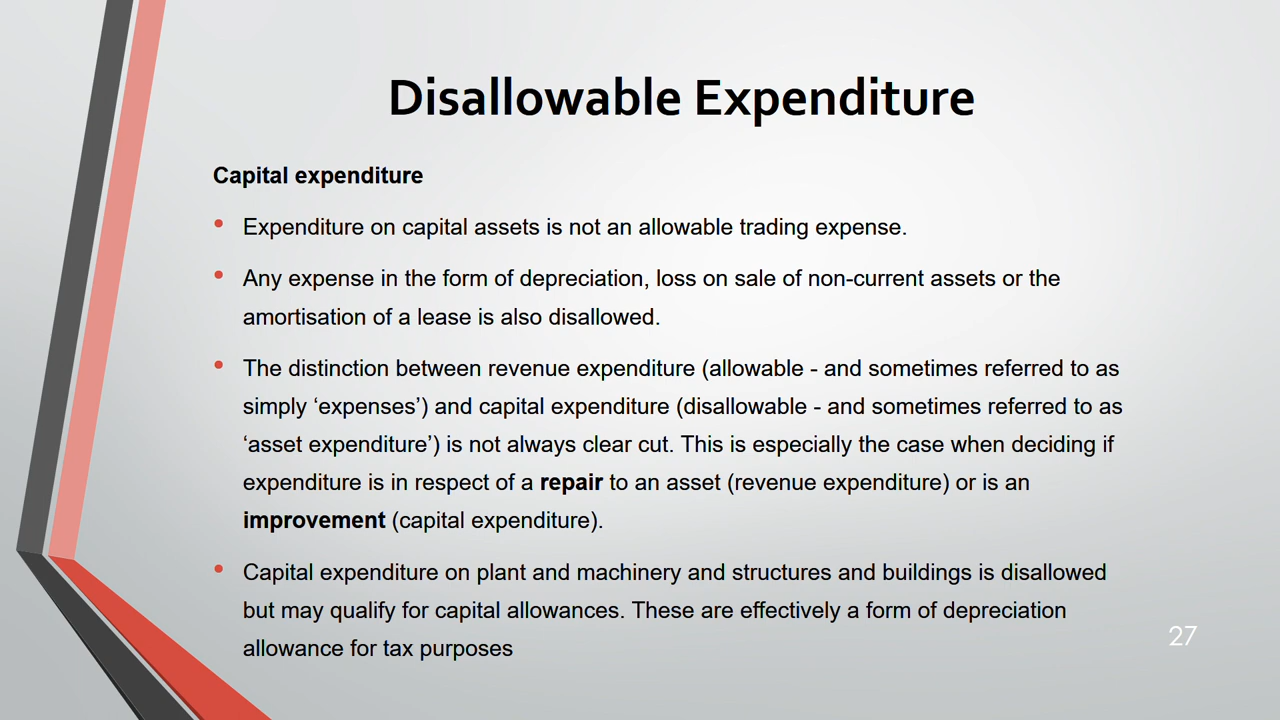 Disallowable Expenditure
Capital expenditure
• Expenditure on capital assets is not an allowable trading expense.
• Any expense in the form of depreciation, loss on sale of non-current assets or the
amortisation of a lease is also disallowed.
• The distinction between revenue expenditure (allowable - and sometimes referred to as
simply ‘expenses’) and capital expenditure (disallowable - and sometimes referred to as
‘asset expenditure’) is not always clear cut. This is especially the case when deciding if
expenditure is in respect of a repair to an asset (revenue expenditure) or is an
improvement (capital expenditure).
• Capital expenditure on plant and machinery and structures and buildings is disallowed
but may qualify for capital allowances. These are effectively a form of depreciation
allowance for tax purposes
27